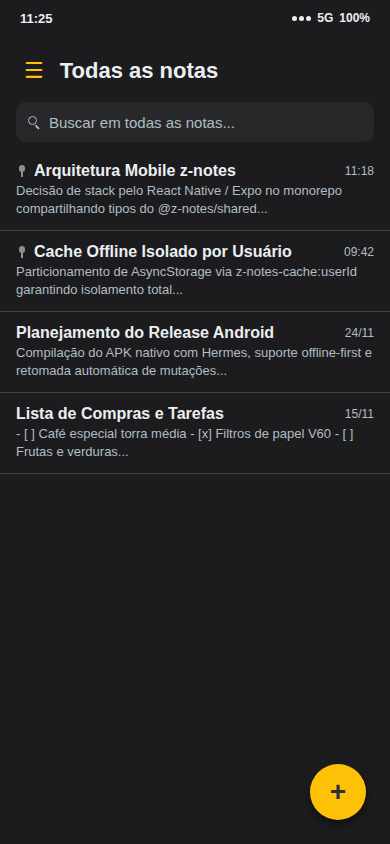 11:25 5G 100%
☰ Todas as notas
Buscar em todas as notas...
Arquitetura Mobile z-notes 11:18
Decisão de stack pelo React Native / Expo no monorepo
compartilhando tipos do @z-notes/shared...
Cache Offline Isolado por Usuário 09:42
Particionamento de AsyncStorage via z-notes-cache:userId
garantindo isolamento total...
Planejamento do Release Android 24/11
Compilação do APK nativo com Hermes, suporte offline-first e
retomada automática de mutações...
Lista de Compras e Tarefas 15/11
- [ ] Café especial torra média - [x] Filtros de papel V60 - [ ]
Frutas e verduras...
+